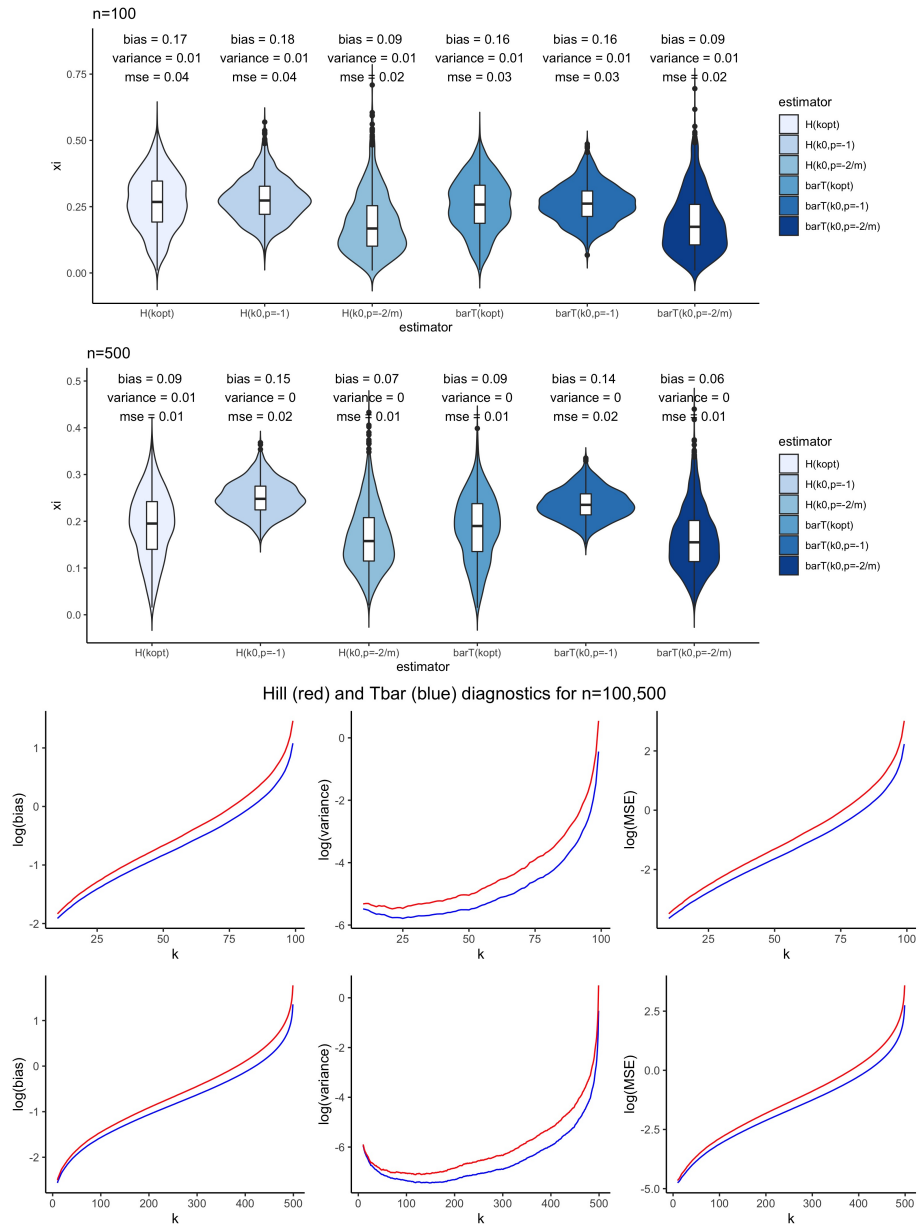 n=100
bias = 0.17 bias = 0.18 bias = 0.09 bias = 0.16 bias = 0.16 bias = 0.09
variance = 0.01 variance = 0.01 variance = 0.01 variance = 0.01 variance = 0.01 variance = 0.01
mse = 0.04 mse = 0.04 mse = 0.02 mse = 0.03 mse = 0.03 mse = 0.02
0.75
0.50
0.25
0.00
xi
H(kopt) H(k0,p=-1) H(k0,p=-2/m) barT(kopt) barT(k0,p=-1) barT(k0,p=-2/m)
estimator
estimator
H(kopt)
H(k0,p=-1)
H(k0,p=-2/m)
barT(kopt)
barT(k0,p=-1)
barT(k0,p=-2/m)
n=500
bias = 0.09 bias = 0.15 bias = 0.07 bias = 0.09 bias = 0.14 bias = 0.06
variance = 0.01 variance = 0 variance = 0 variance = 0 variance = 0 variance = 0
mse = 0.01 mse = 0.02 mse = 0.01 mse = 0.01 mse = 0.02 mse = 0.01
0.5
0.4
0.3
0.2
0.1
0.0
xi
H(kopt) H(k0,p=-1) H(k0,p=-2/m) barT(kopt) barT(k0,p=-1) barT(k0,p=-2/m)
estimator
estimator
H(kopt)
H(k0,p=-1)
H(k0,p=-2/m)
barT(kopt)
barT(k0,p=-1)
barT(k0,p=-2/m)
Hill (red) and Tbar (blue) diagnostics for n=100,500
1
0
-1
-2
log(bias)
25 50 75 100
k
0
-2
-4
-6
log(variance)
25 50 75 100
k
2
0
-2
log(MSE)
25 50 75 100
k
1
0
-1
-2
log(bias)
0 100 200 300 400 500
k
0
-2
-4
-6
log(variance)
0 100 200 300 400 500
k
2.5
0.0
-2.5
-5.0
log(MSE)
0 100 200 300 400 500
k